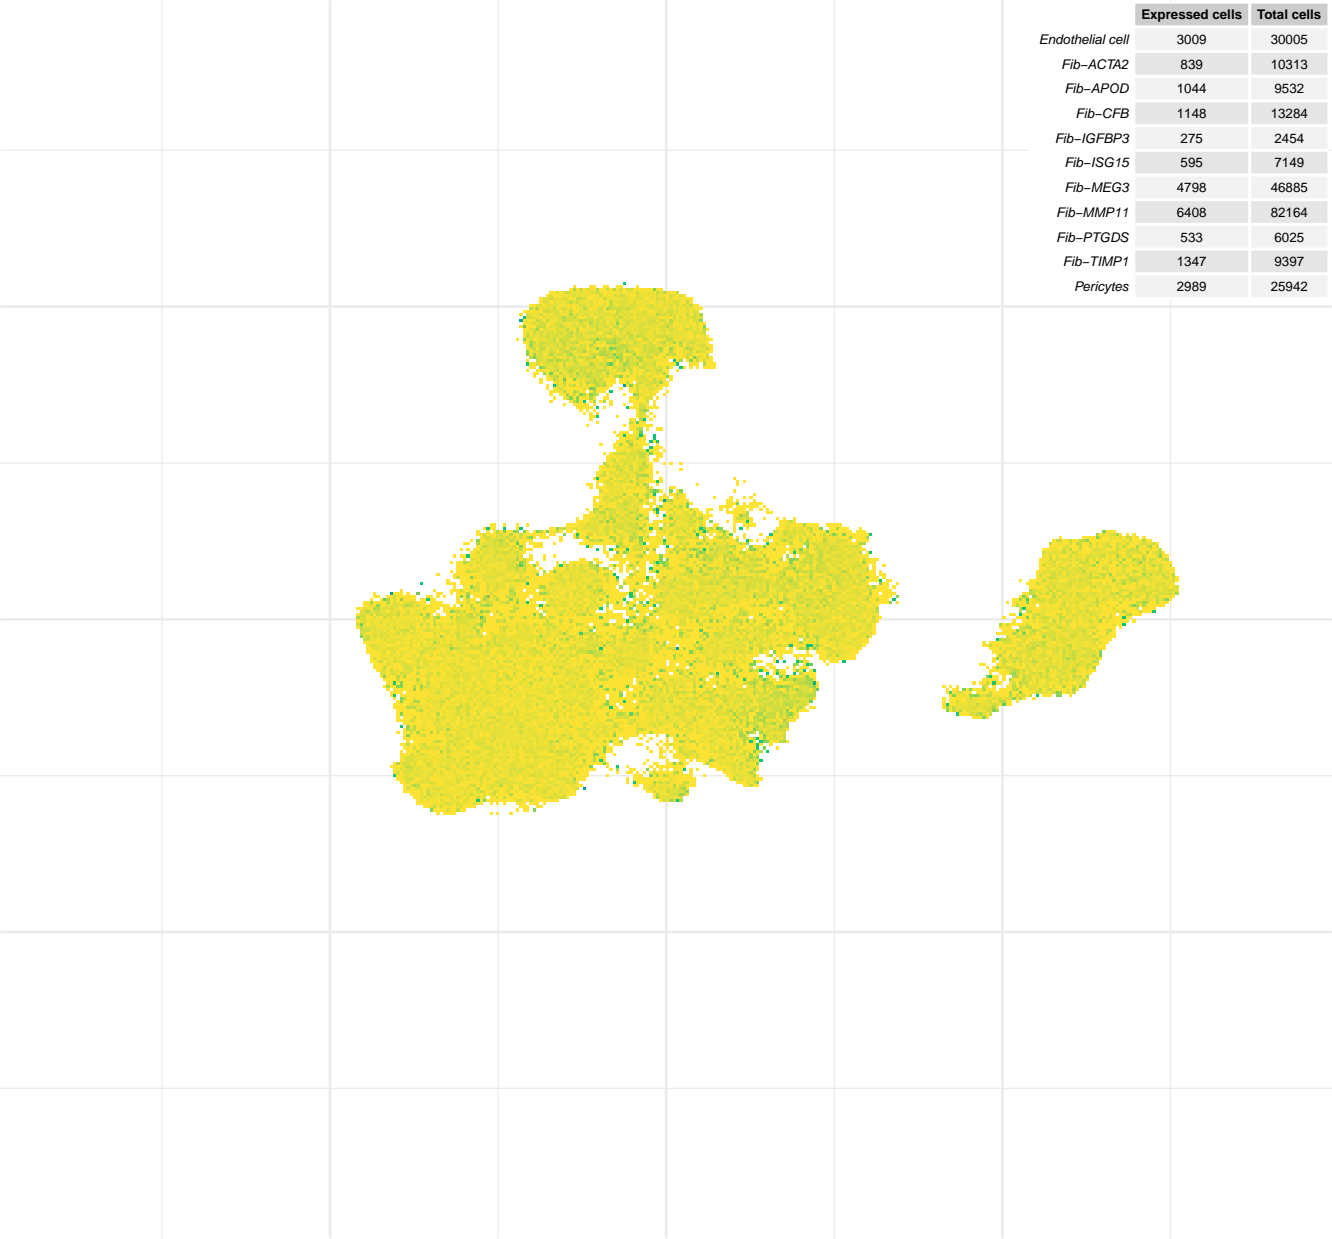 Expressed cells Total cells
Endothelial cell 3009 30005
Fib−ACTA2 839 10313
Fib−APOD 1044 9532
Fib−CFB 1148 13284
Fib−IGFBP3 275 2454
Fib−ISG15 595 7149
Fib−MEG3 4798 46885
Fib−MMP11 6408 82164
Fib−PTGDS 533 6025
Fib−TIMP1 1347 9397
Pericytes 2989 25942